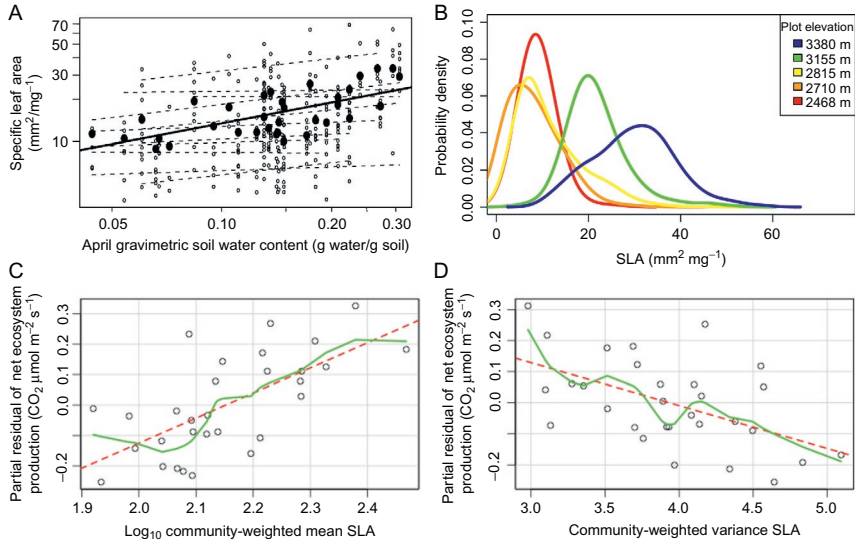 A
Specific leaf area
(mm²/mg⁻¹)
70
50
30
10
0.05
0.10
0.20
0.30
April gravimetric soil water content (g water/g soil)
B
Probability density
0.10
0.08
0.06
0.04
0.02
0.00
0
20
40
60
SLA (mm² mg⁻¹)
Plot elevation
3380 m
3155 m
2815 m
2710 m
2468 m
C
Partial residual of net ecosystem
production (CO₂ μmol m⁻² s⁻¹)
0.3
0.2
0.1
0.0
−0.2
1.9
2.0
2.1
2.2
2.3
2.4
Log₁₀ community-weighted mean SLA
D
Partial residual of net ecosystem
production (CO₂ μmol m⁻² s⁻¹)
0.3
0.2
0.1
0.0
−0.2
3.0
3.5
4.0
4.5
5.0
Community-weighted variance SLA